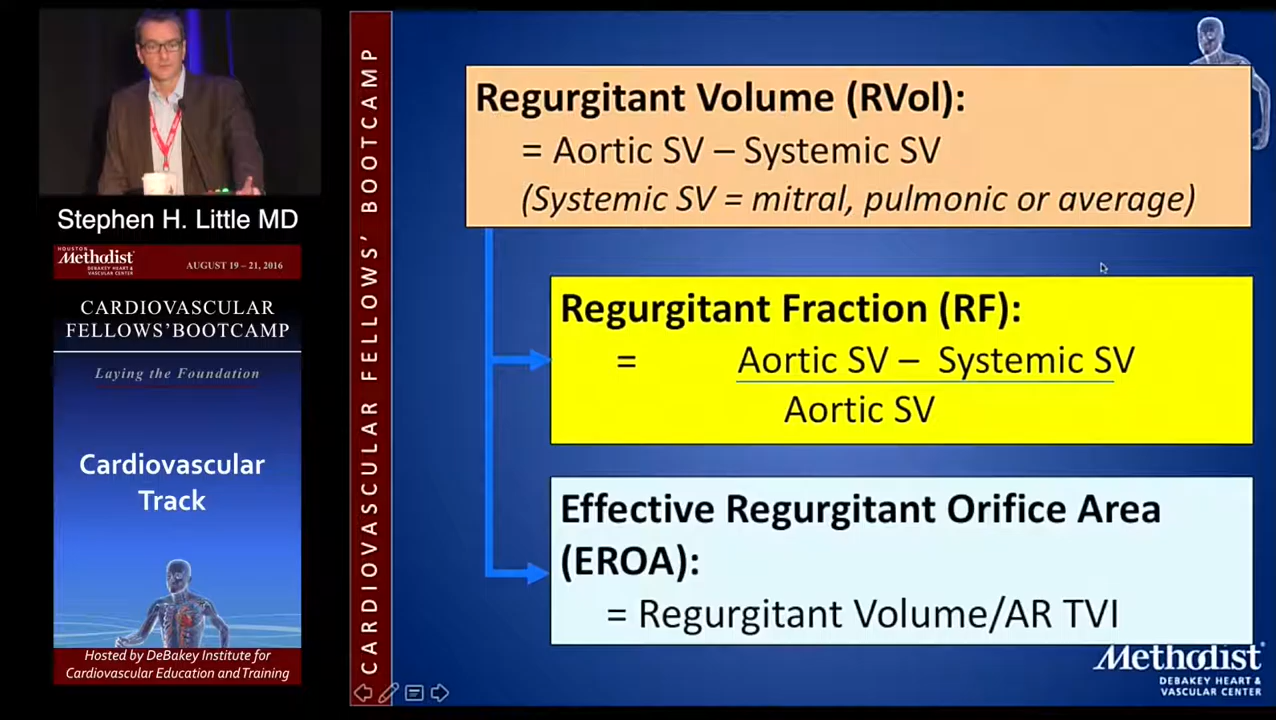 Stephen H. Little MD
HOUSTON
Methodist
DEBAKEY HEART &
VASCULAR CENTER
AUGUST 19 – 21, 2016
CARDIOVASCULAR
FELLOWS’BOOTCAMP
Laying the Foundation
Cardiovascular
Track
Hosted by DeBakey Institute for
Cardiovascular Education and Training
CARDIOVASCULAR FELLOWS’ BOOTCAMP
Regurgitant Volume (RVol):
= Aortic SV – Systemic SV
(Systemic SV = mitral, pulmonic or average)
Regurgitant Fraction (RF):
= Aortic SV – Systemic SV
Aortic SV
Effective Regurgitant Orifice Area
(EROA):
= Regurgitant Volume/AR TVI
Methodist
DEBAKEY HEART &
VASCULAR CENTER